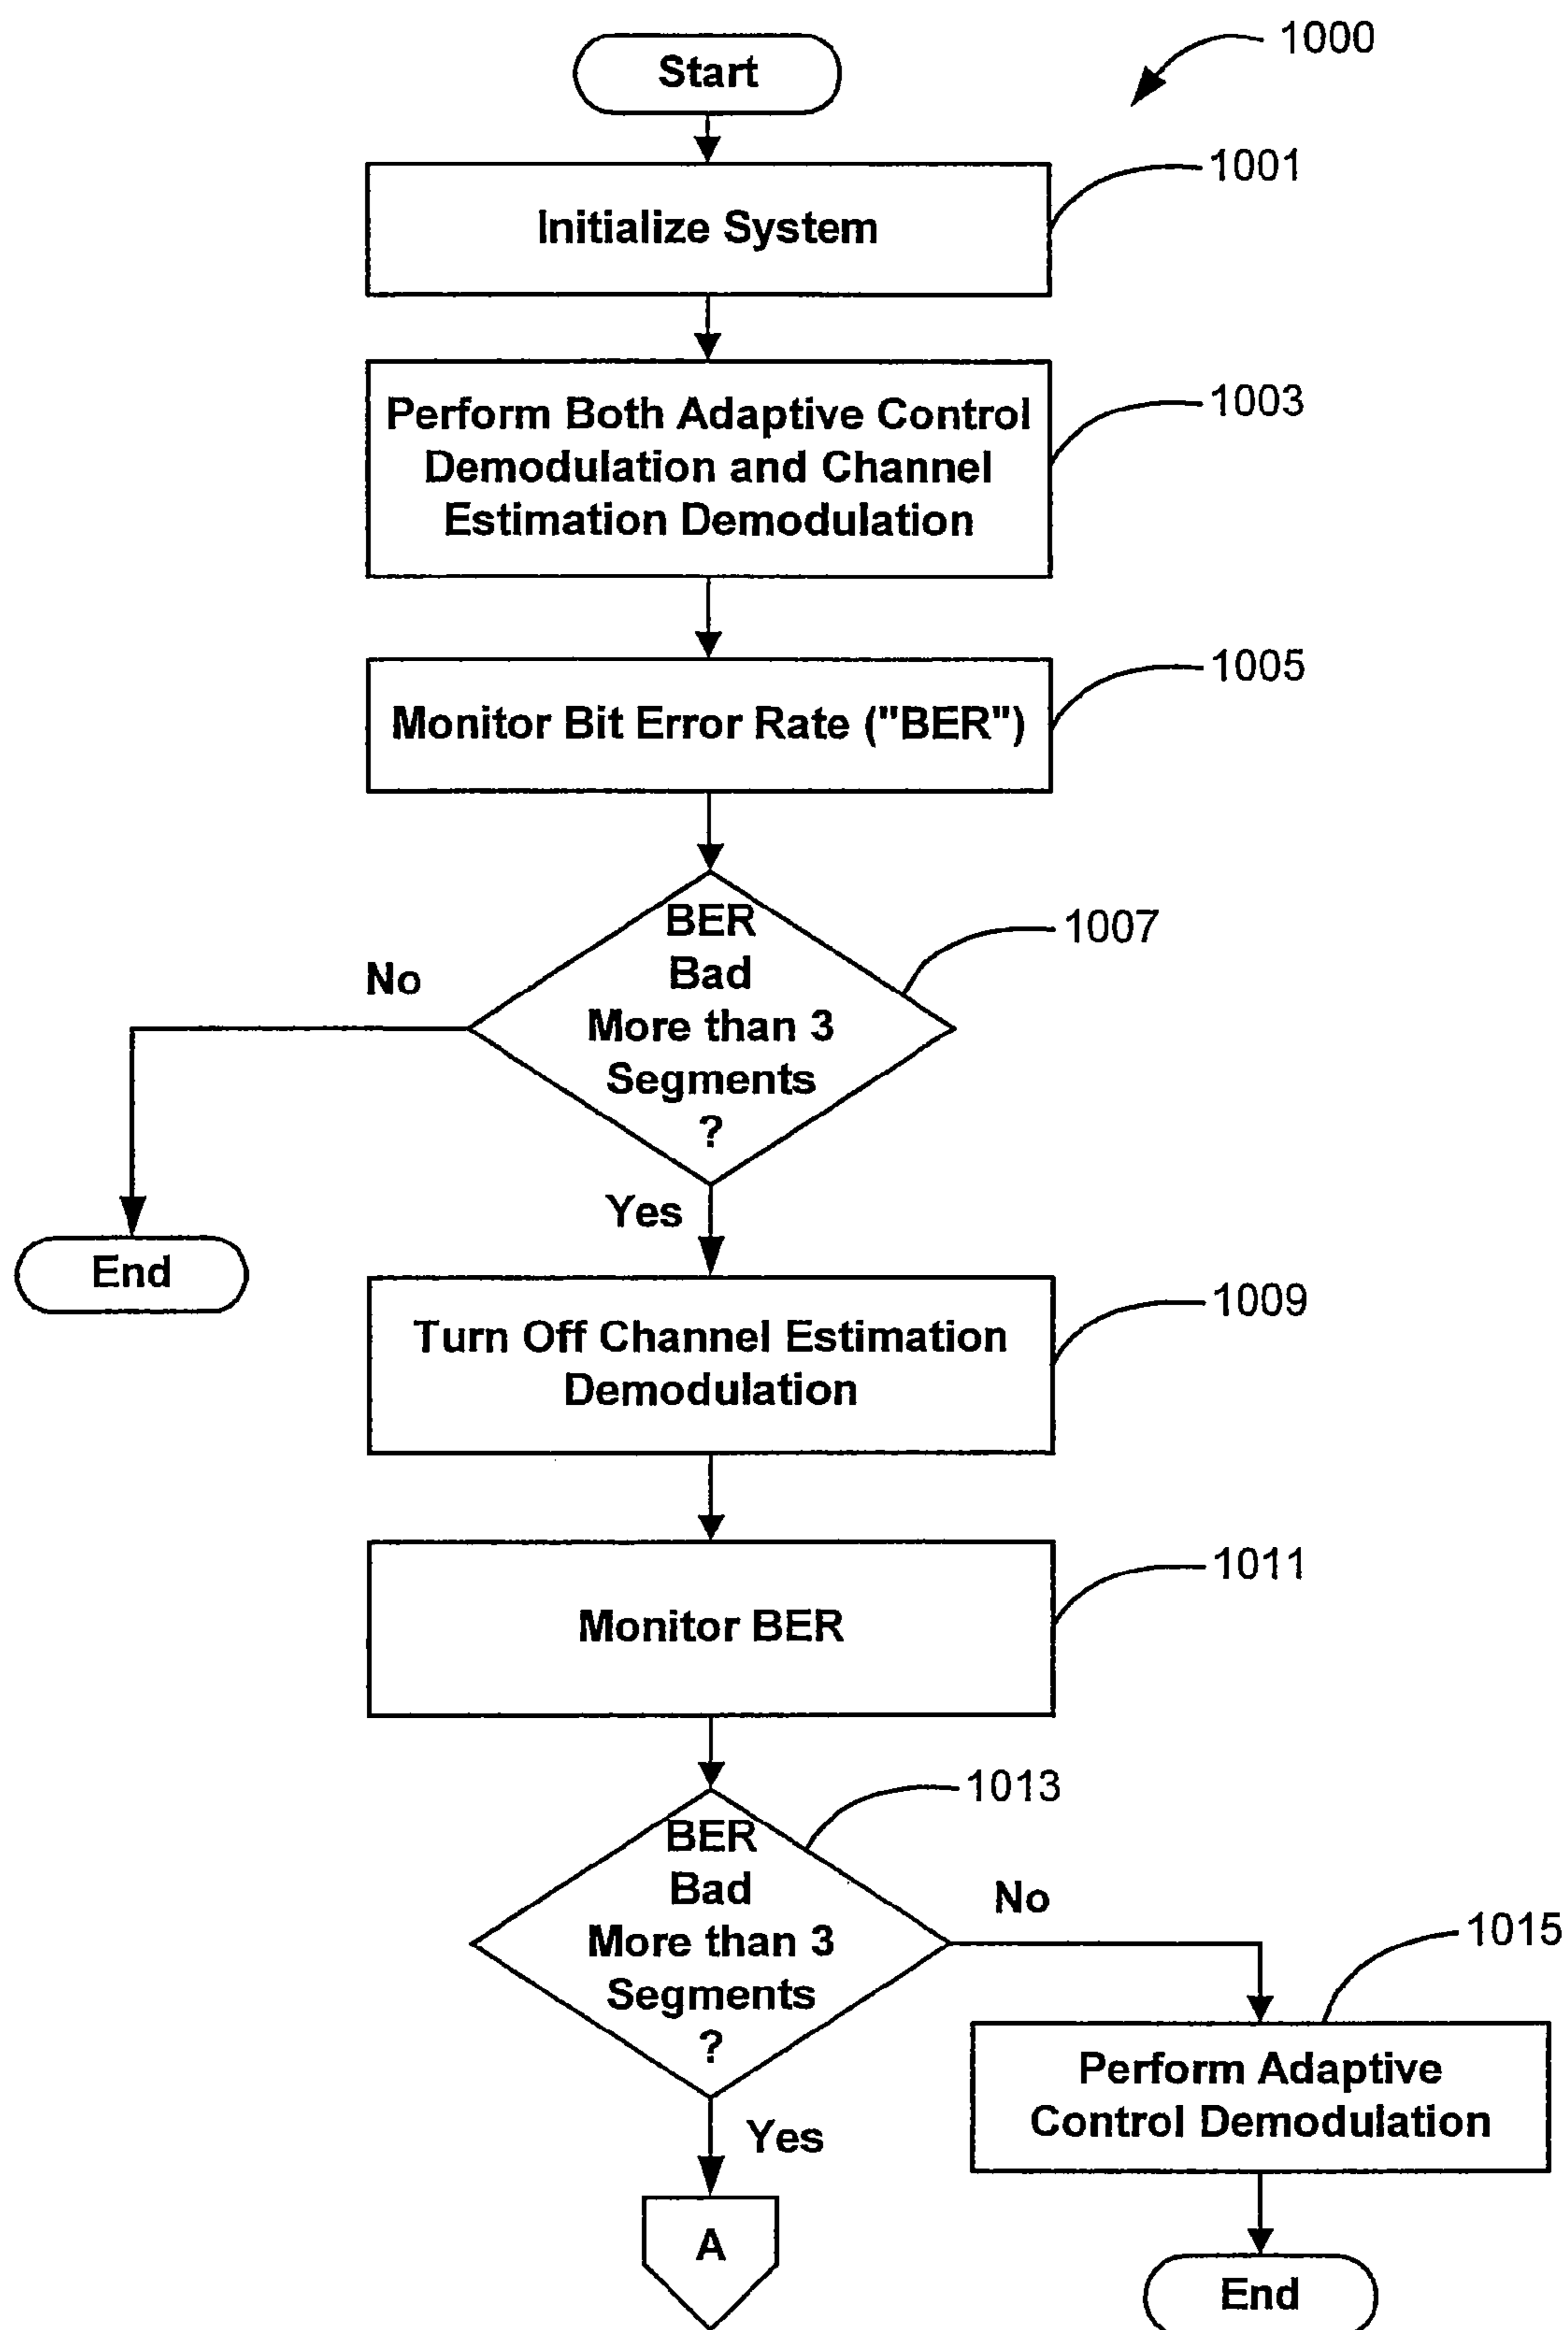 1000
Start
1001
Initialize System
1003
Perform Both Adaptive Control
Demodulation and Channel
Estimation Demodulation
1005
Monitor Bit Error Rate ("BER")
1007
BER
Bad
More than 3
Segments
?
No
Yes
End
1009
Turn Off Channel Estimation
Demodulation
1011
Monitor BER
1013
BER
Bad
More than 3
Segments
?
No
1015
Perform Adaptive
Control Demodulation
Yes
A
End